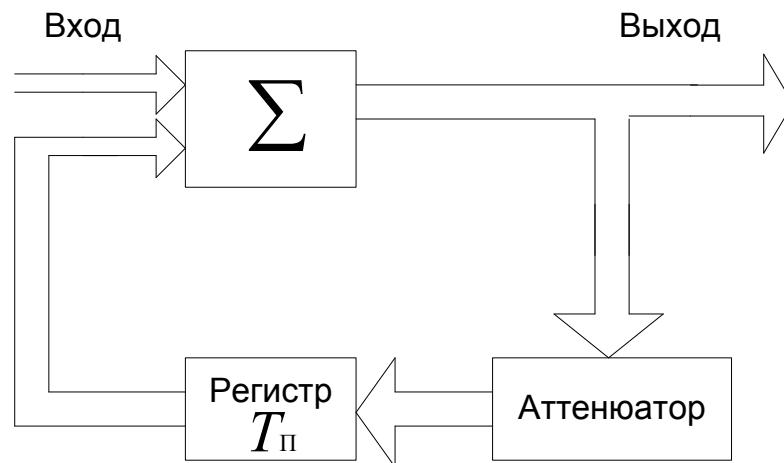 Вход
Выход
∑
Регистр
Tп
Аттенюатор